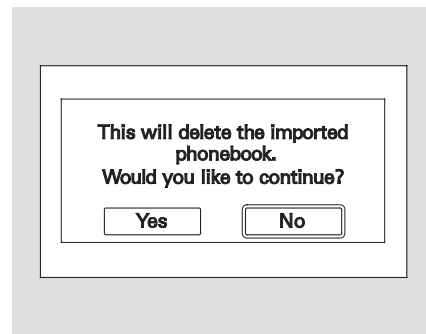 This will delete the imported
phonebook.
Would you like to continue?
Yes
No